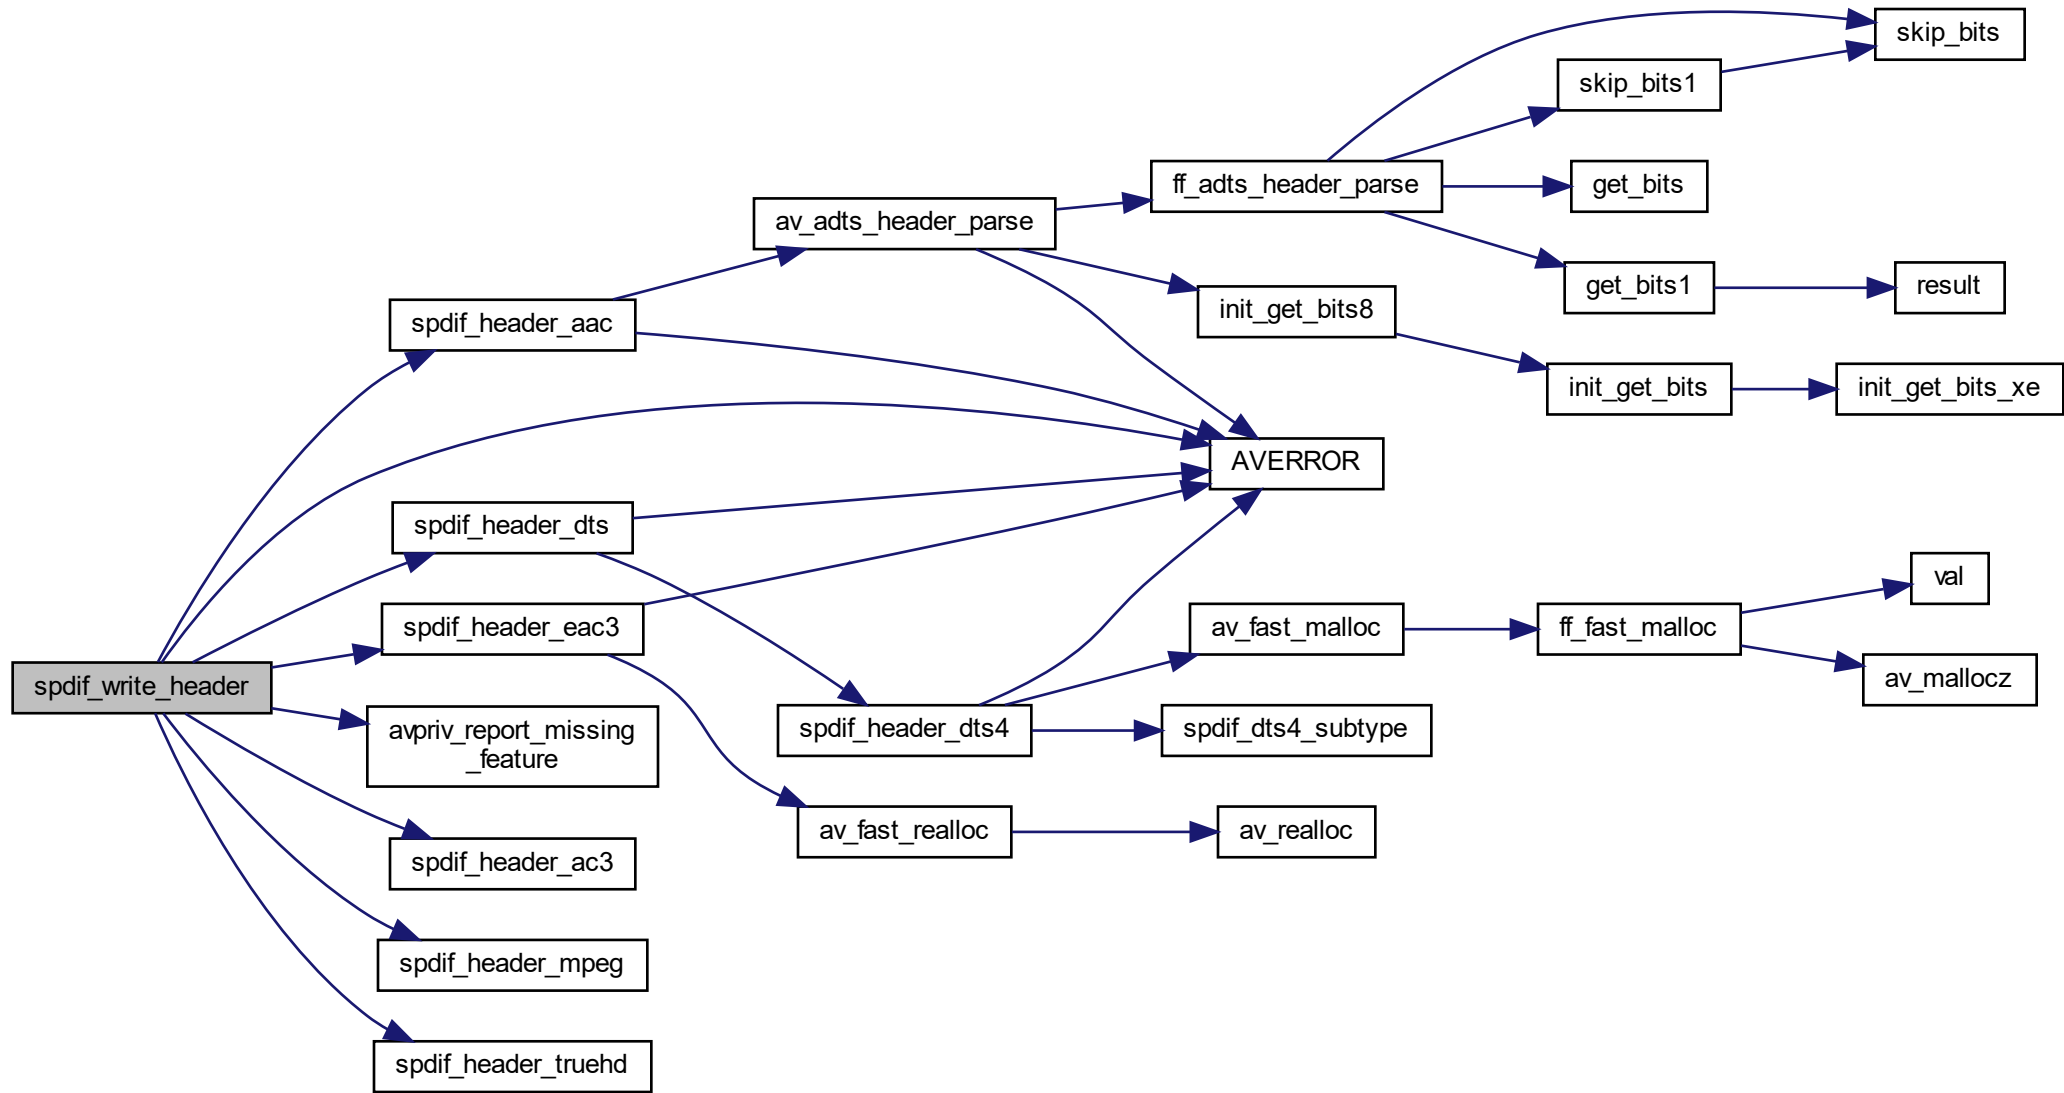 skip_bits
skip_bits1
ff_adts_header_parse
get_bits
av_adts_header_parse
get_bits1
result
init_get_bits8
spdif_header_aac
init_get_bits
init_get_bits_xe
AVERROR
spdif_header_dts
val
spdif_header_eac3
av_fast_malloc
ff_fast_malloc
spdif_write_header
av_mallocz
avpriv_report_missing
_feature
spdif_header_dts4
spdif_dts4_subtype
av_fast_realloc
av_realloc
spdif_header_ac3
spdif_header_mpeg
spdif_header_truehd